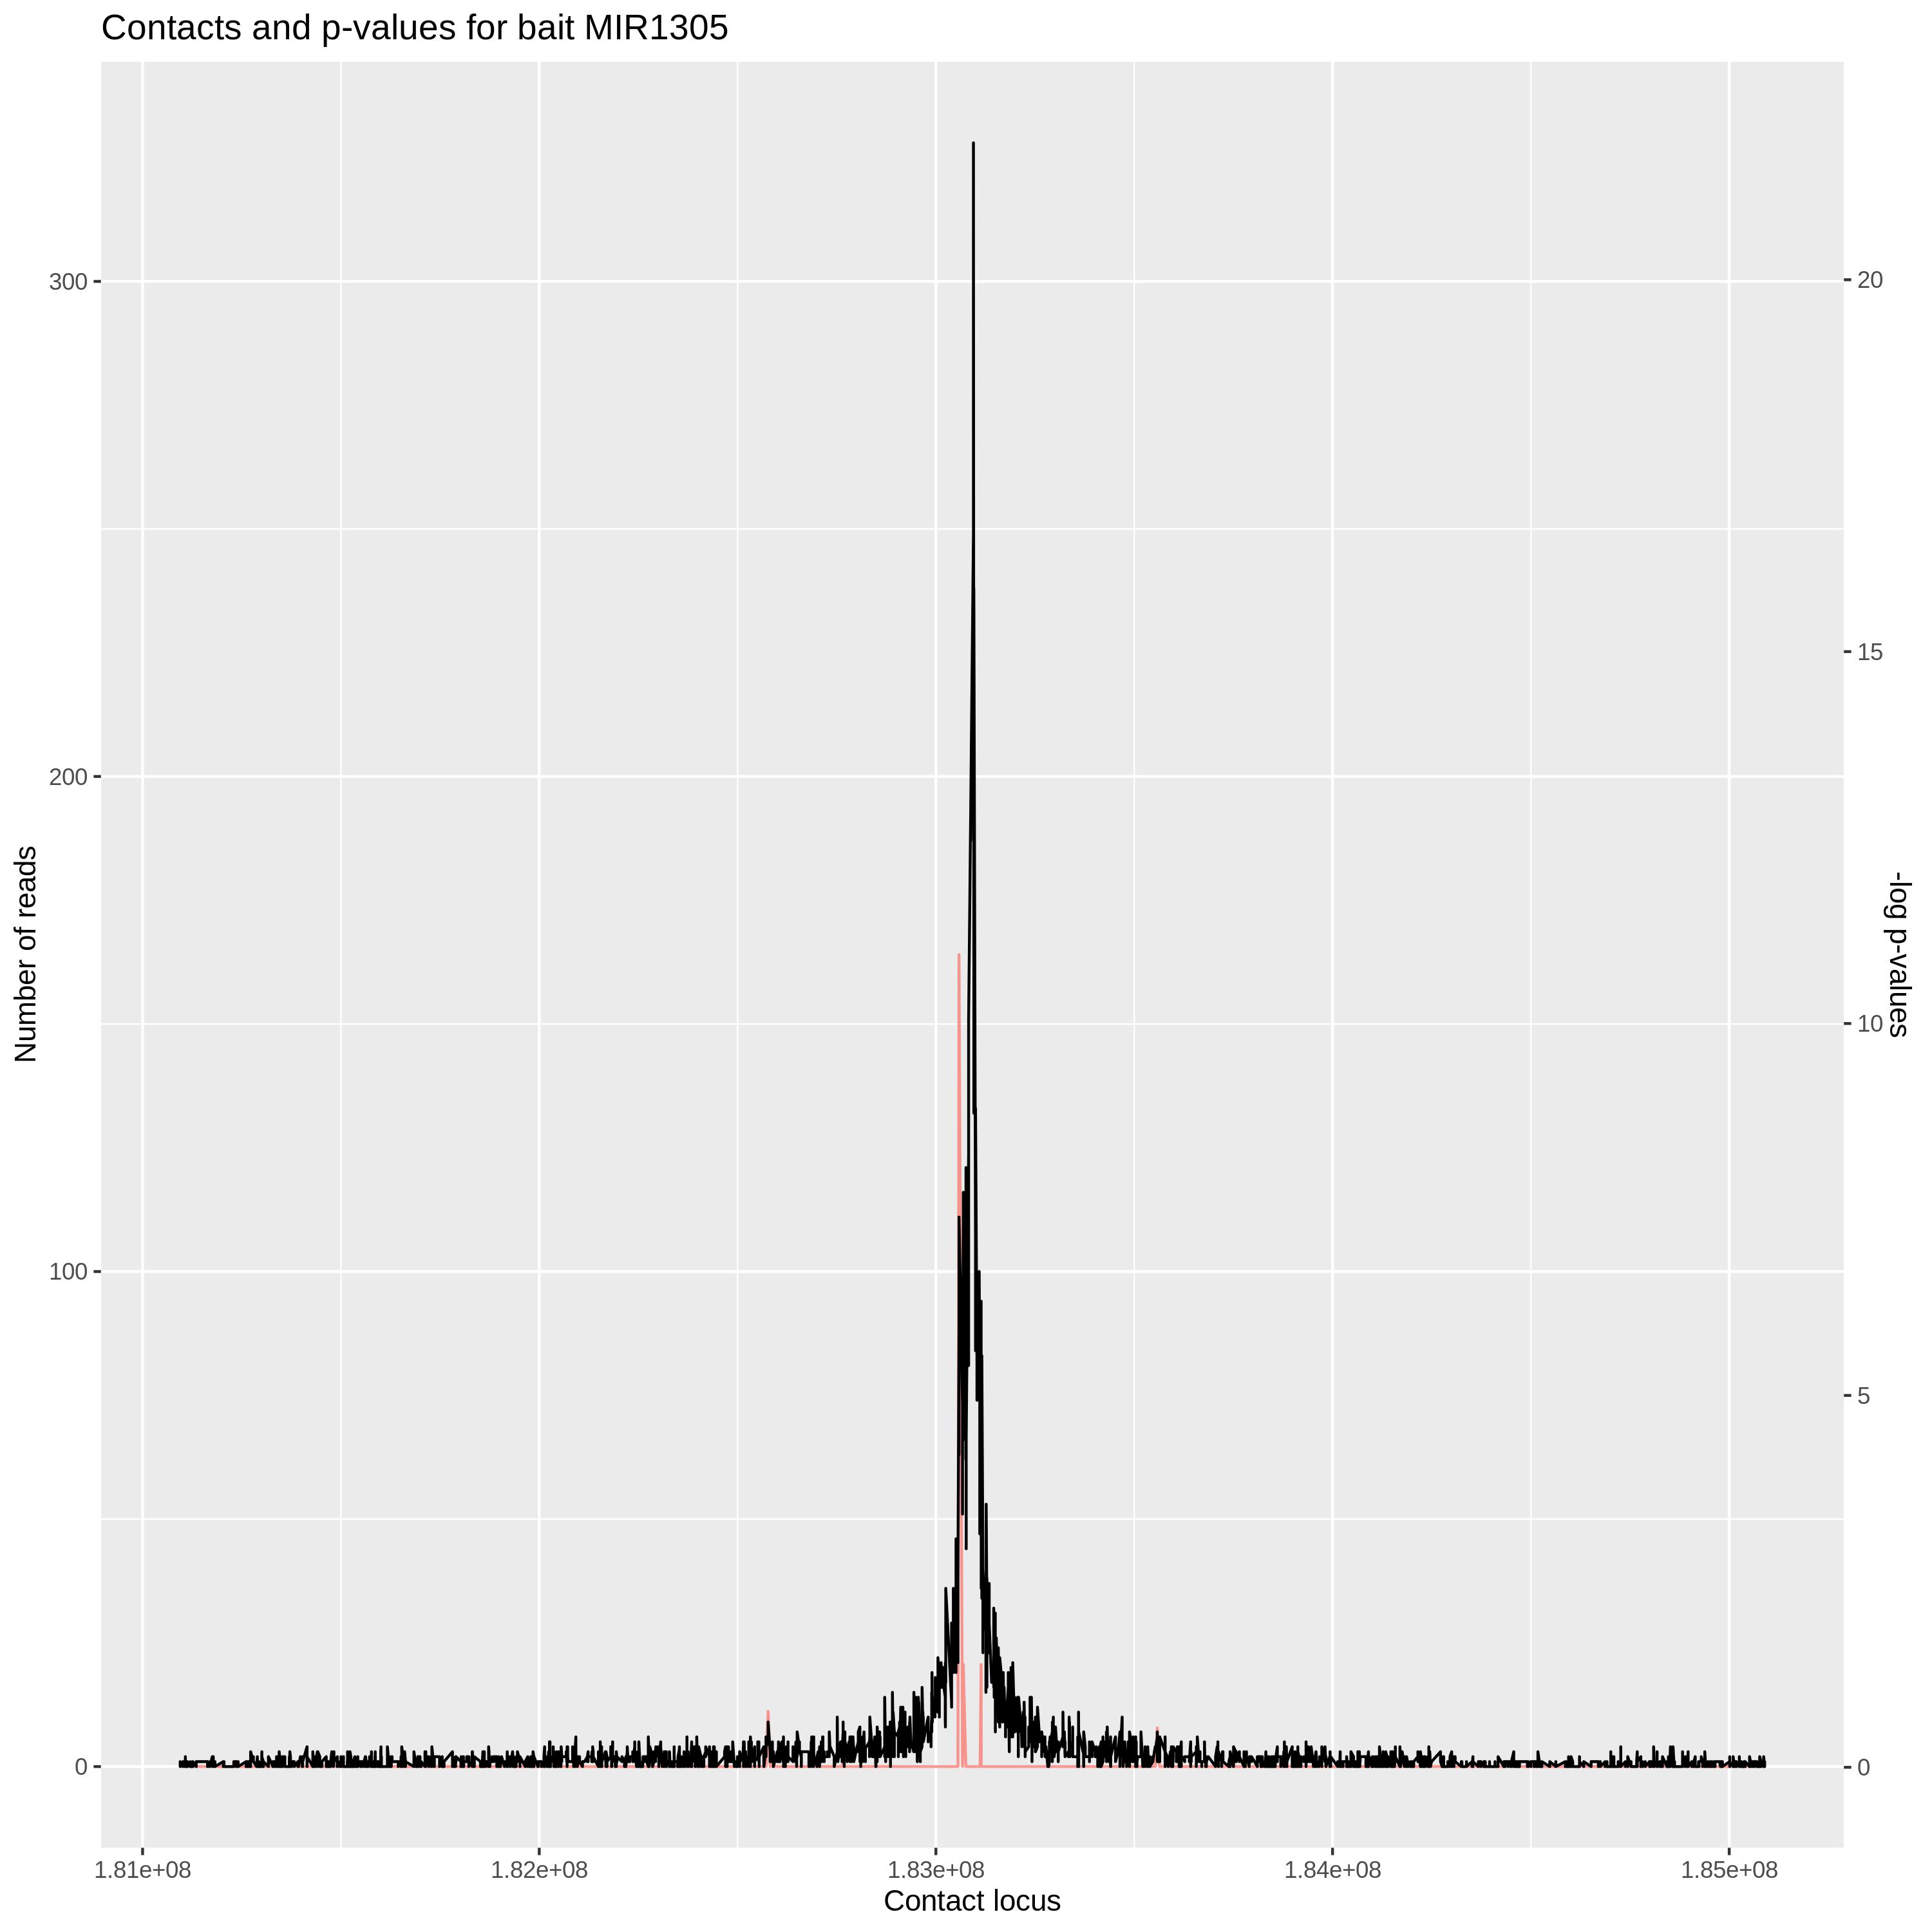 Contacts and p-values for bait MIR1305
300
200
100
0
Number of reads
20
15
10
5
0
-log p-values
1.81e+08
1.82e+08
1.83e+08
1.84e+08
1.85e+08
Contact locus